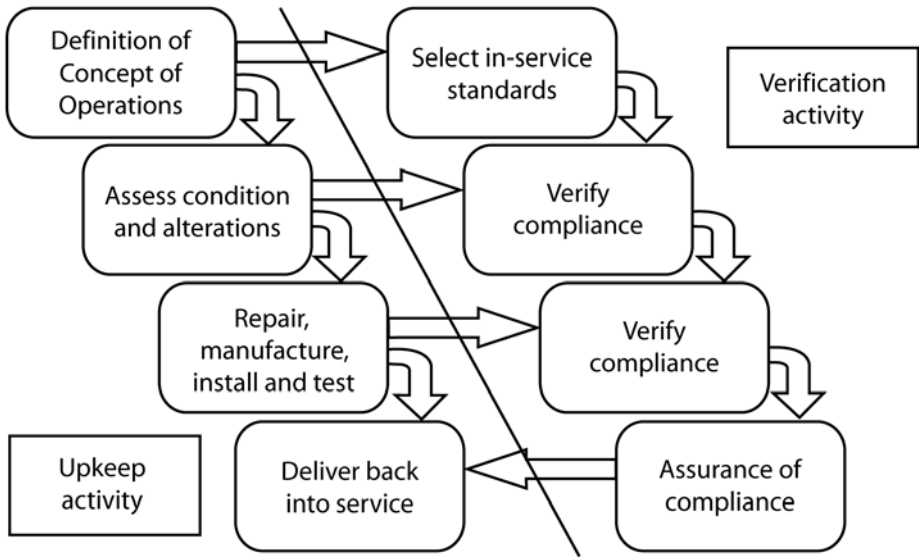 Definition of
Concept of
Operations
Select in-service
standards
Verification
activity
Assess condition
and alterations
Verify
compliance
Repair,
manufacture,
install and test
Verify
compliance
Upkeep
activity
Deliver back
into service
Assurance of
compliance